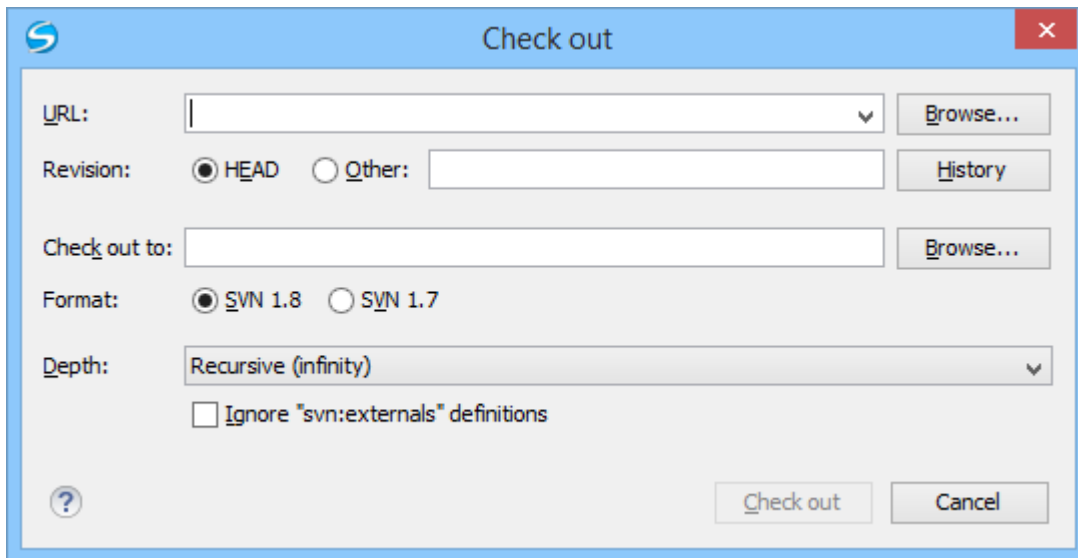 Check out
URL: Browse...
Revision: HEAD Other: History
Check out to: Browse...
Format: SVN 1.8 SVN 1.7
Depth: Recursive (infinity)
Ignore "svn:externals" definitions
? Check out Cancel